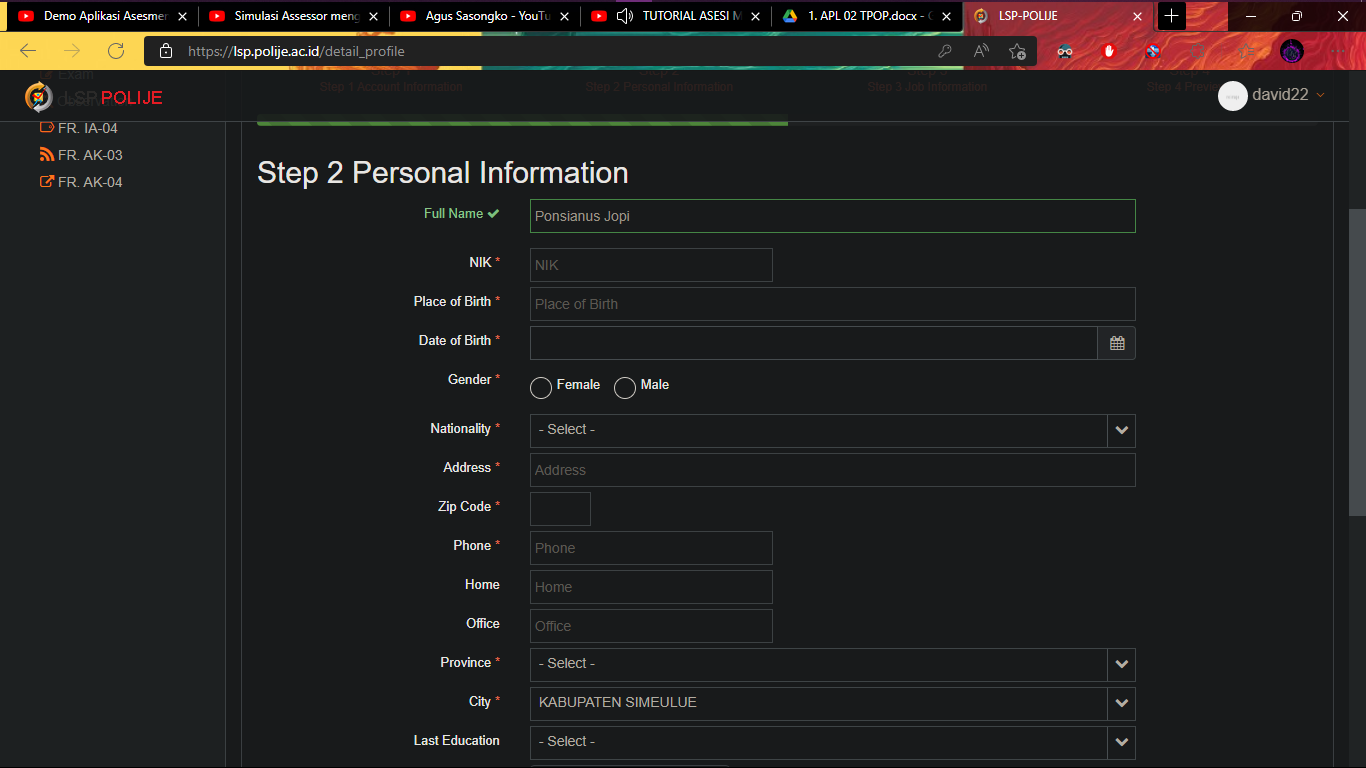 Demo Aplikasi Asesmen
Simulasi Assessor meng
Agus Sasongko - YouTu
TUTORIAL ASESI M
1. APL 02 TPOP.docx - G
LSP-POLIJE
https://lsp.polije.ac.id/detail_profile
Exam
Step 1 Account Information
Step 2 Personal Information
Step 3 Job Information
Step 4 Preview
LSP POLIJE
david22
FR. IA-04
FR. AK-03
FR. AK-04
Step 2 Personal Information
Full Name
Ponsianus Jopi
NIK *
NIK
Place of Birth *
Place of Birth
Date of Birth *
Gender *
Female
Male
Nationality *
- Select -
Address *
Address
Zip Code *
Phone *
Phone
Home
Home
Office
Office
Province *
- Select -
City *
KABUPATEN SIMEULUE
Last Education
- Select -